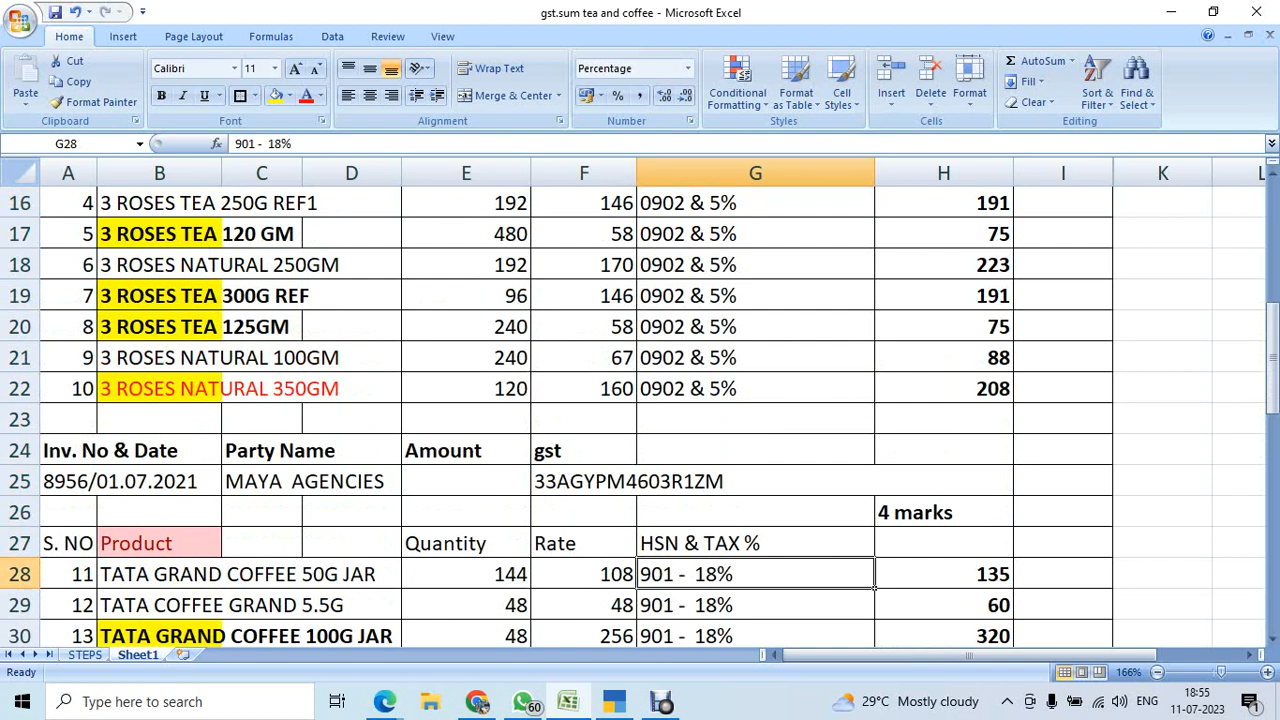 gst.sum tea and coffee - Microsoft Excel
Home Insert Page Layout Formulas Data Review View
Cut
Copy
Format Painter
Paste
Clipboard
Calibri 11
B I U
Font
Wrap Text
Merge & Center
Alignment
Percentage
Number
Conditional Formatting
Format as Table
Cell Styles
Styles
Insert Delete Format
Cells
AutoSum
Fill
Clear
Sort & Filter
Find & Select
Editing
G28 fx 901 -  18%
A B C D E F G H I K L
16 4 3 ROSES TEA 250G REF1 192 146 0902 & 5% 191
17 5 3 ROSES TEA 120 GM 480 58 0902 & 5% 75
18 6 3 ROSES NATURAL 250GM 192 170 0902 & 5% 223
19 7 3 ROSES TEA 300G REF 96 146 0902 & 5% 191
20 8 3 ROSES TEA 125GM 240 58 0902 & 5% 75
21 9 3 ROSES NATURAL 100GM 240 67 0902 & 5% 88
22 10 3 ROSES NATURAL 350GM 120 160 0902 & 5% 208
23
24 Inv. No & Date Party Name Amount gst
25 8956/01.07.2021 MAYA  AGENCIES 33AGYPM4603R1ZM
26 4 marks
27 S. NO Product Quantity Rate HSN & TAX %
28 11 TATA GRAND COFFEE 50G JAR 144 108 901 -  18% 135
29 12 TATA COFFEE GRAND 5.5G 48 48 901 -  18% 60
30 13 TATA GRAND COFFEE 100G JAR 48 256 901 -  18% 320
STEPS Sheet1
Ready 166%
Type here to search
60
29°C Mostly cloudy
ENG
18:55
11-07-2023
1